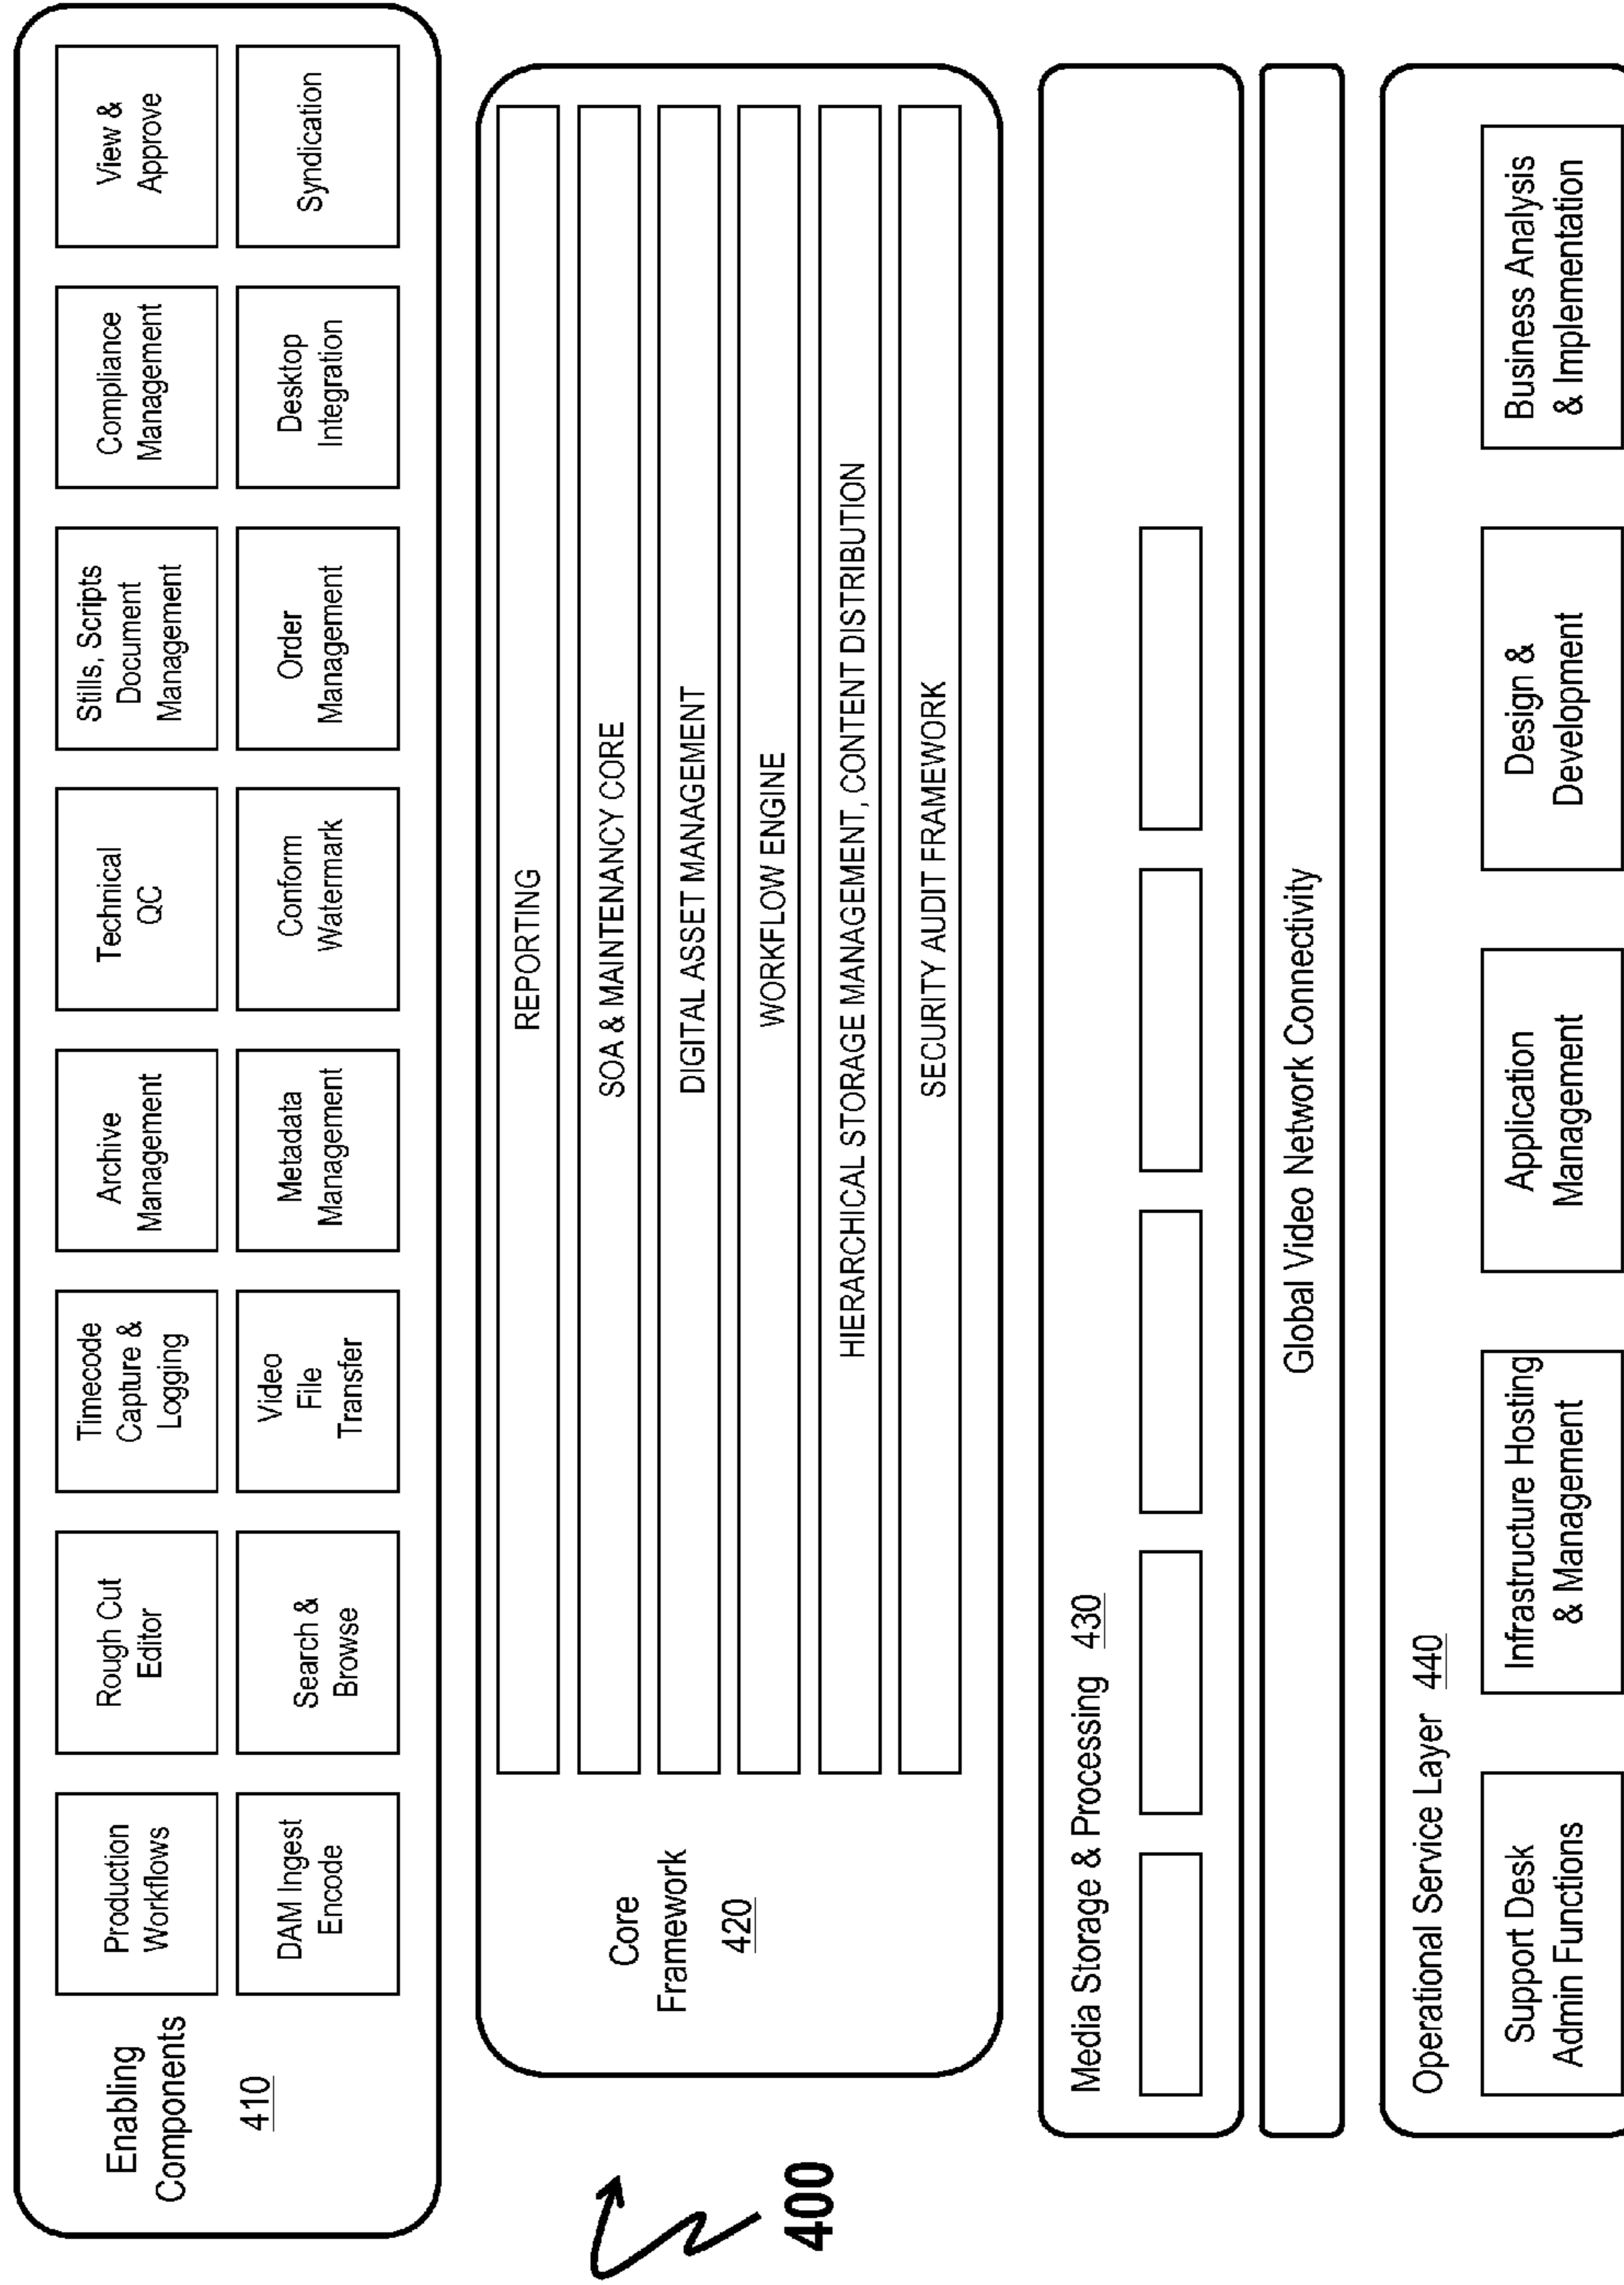 Enabling
Components
410
Production
Workflows
Rough Cut
Editor
Timecode
Capture &
Logging
Archive
Management
Technical
QC
Stills, Scripts
Document
Management
Compliance
Management
View &
Approve
DAM Ingest
Encode
Search &
Browse
Video
File
Transfer
Metadata
Management
Conform
Watermark
Order
Management
Desktop
Integration
Syndication
Core
Framework
420
REPORTING
SOA & MAINTENANCY CORE
DIGITAL ASSET MANAGEMENT
WORKFLOW ENGINE
HIERARCHICAL STORAGE MANAGEMENT, CONTENT DISTRIBUTION
SECURITY AUDIT FRAMEWORK
400
Media Storage & Processing 430
Global Video Network Connectivity
Operational Service Layer 440
Support Desk
Admin Functions
Infrastructure Hosting
& Management
Application
Management
Design &
Development
Business Analysis
& Implementation